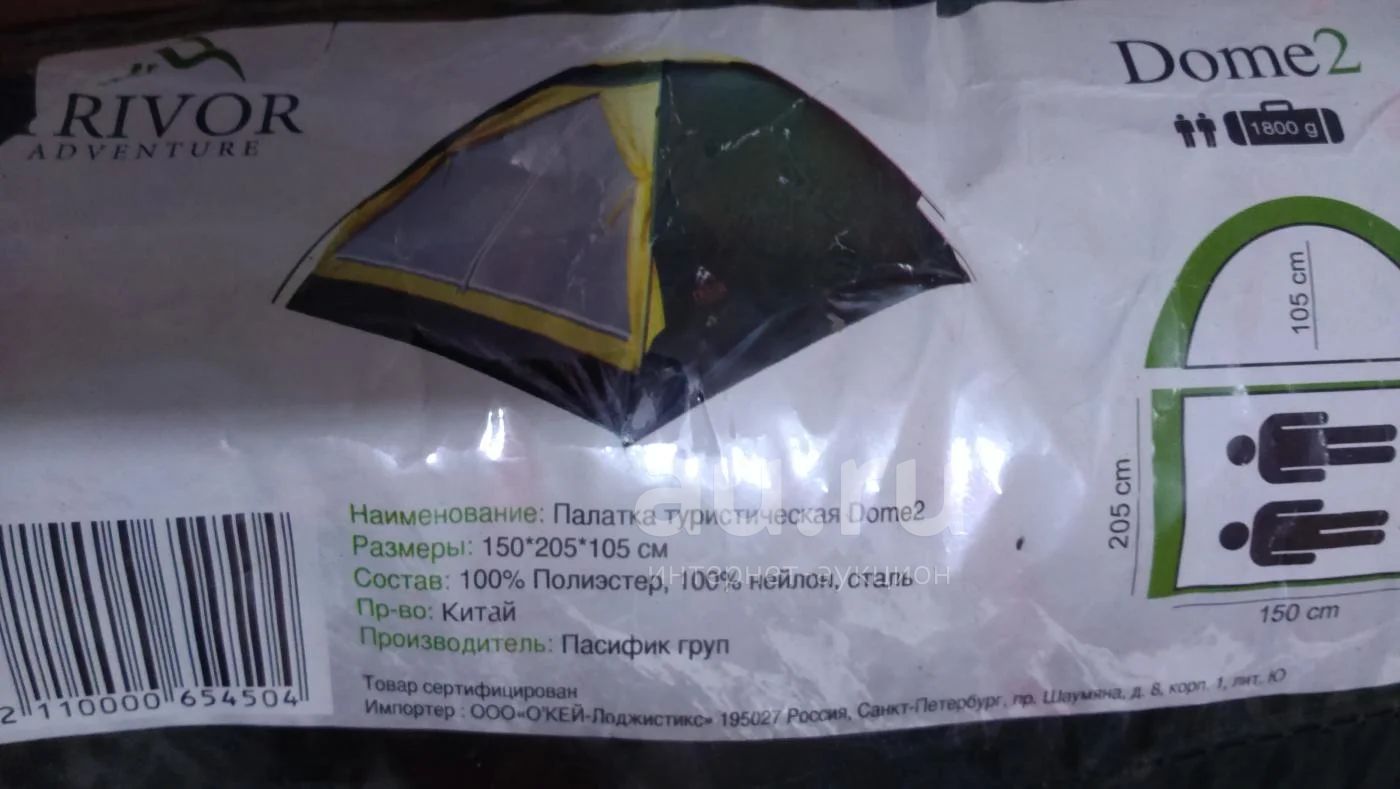 TRIVOR
ADVENTURE
Dome2
1800 g
105 cm
205 cm
150 cm
au.ru
интернет аукцион
Наименование: Палатка туристическая Dome2
Размеры: 150*205*105 см
Состав: 100% Полиэстер, 100% нейлон, сталь
Пр-во: Китай
Производитель: Пасифик груп
Товар сертифицирован
Импортер : ООО«О'КЕЙ-Лоджистикс» 195027 Россия, Санкт-Петербург, пр. Шаумяна, д. 8, корп. 1, лит. Ю
2 110000 654504